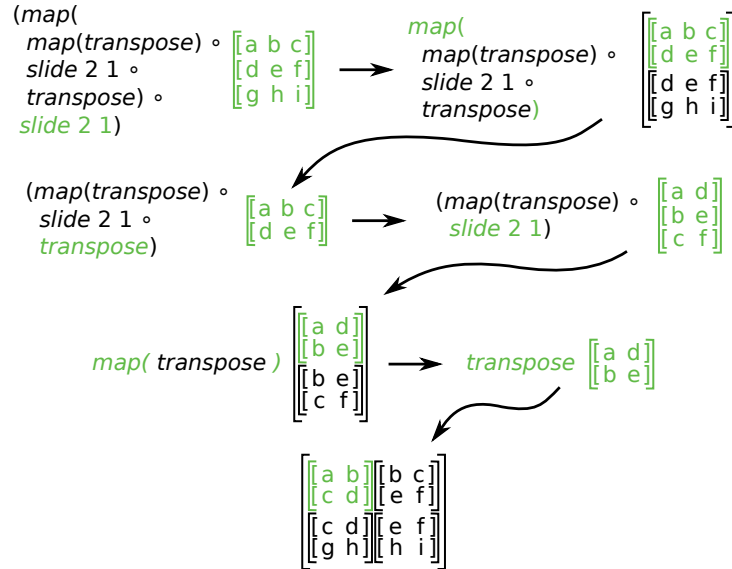 (map(
map(transpose) ∘
slide 2 1 ∘
transpose) ∘
slide 2 1)
[[a b c]
[d e f]
[g h i]]
map(
map(transpose) ∘
slide 2 1 ∘
transpose)
[[[a b c]
[d e f]]
[[d e f]
[g h i]]]
(map(transpose) ∘
slide 2 1 ∘
transpose)
[[a b c]
[d e f]]
(map(transpose) ∘
slide 2 1)
[[a d]
[b e]
[c f]]
map( transpose )
[[[a d]
[b e]]
[[b e]
[c f]]]
transpose
[[a d]
[b e]]
[[[a b] [[b c]
[c d]] [e f]]
[[c d] [[e f]
[g h]] [h i]]]